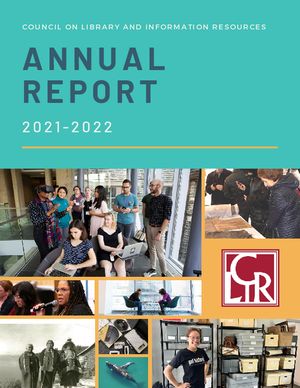 COUNCIL ON LIBRARY AND INFORMATION RESOURCES
ANNUAL
REPORT
2021-2022
CLIR